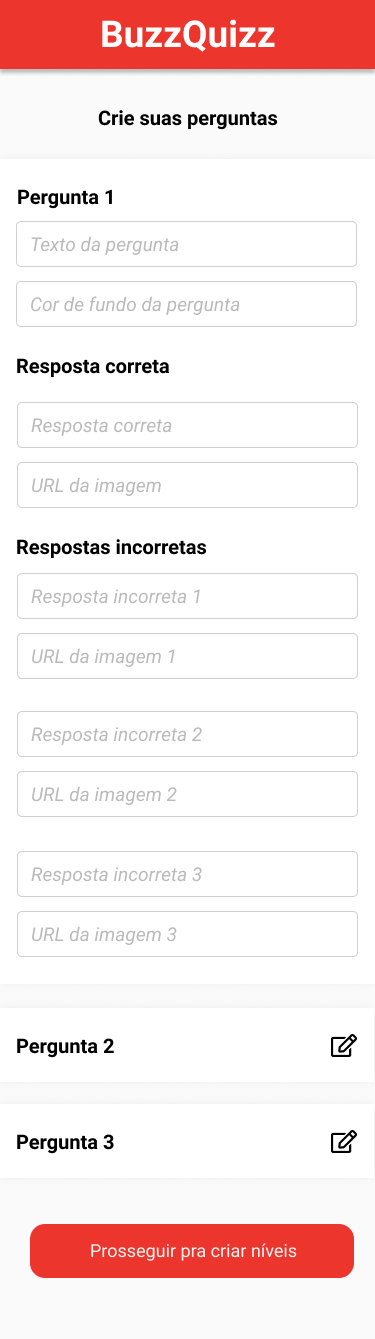 BuzzQuizz
Crie suas perguntas
Pergunta 1
Texto da pergunta
Cor de fundo da pergunta
Resposta correta
Resposta correta
URL da imagem
Respostas incorretas
Resposta incorreta 1
URL da imagem 1
Resposta incorreta 2
URL da imagem 2
Resposta incorreta 3
URL da imagem 3
Pergunta 2
Pergunta 3
Prosseguir pra criar níveis